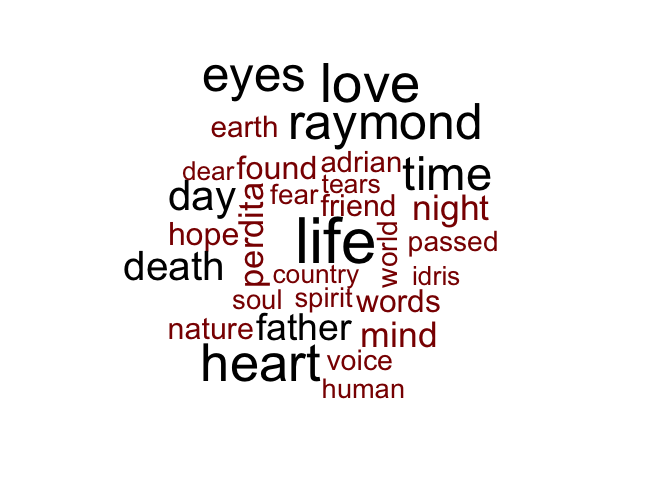 eyes love
earth raymond
dear found adrian time
day fear tears
perdita friend night
hope life world passed
death country idris
soul spirit words
nature father mind
heart voice
human